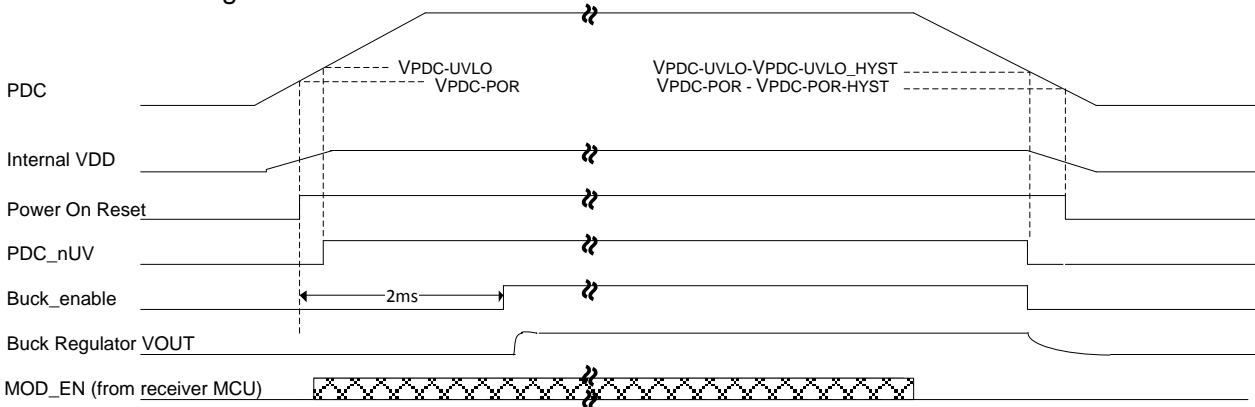 VPDC-UVLO
VPDC-POR
VPDC-UVLO-VPDC-UVLO_HYST
VPDC-POR - VPDC-POR-HYST
PDC
Internal VDD
Power On Reset
PDC_nUV
Buck_enable
2ms
Buck Regulator VOUT
MOD_EN (from receiver MCU)